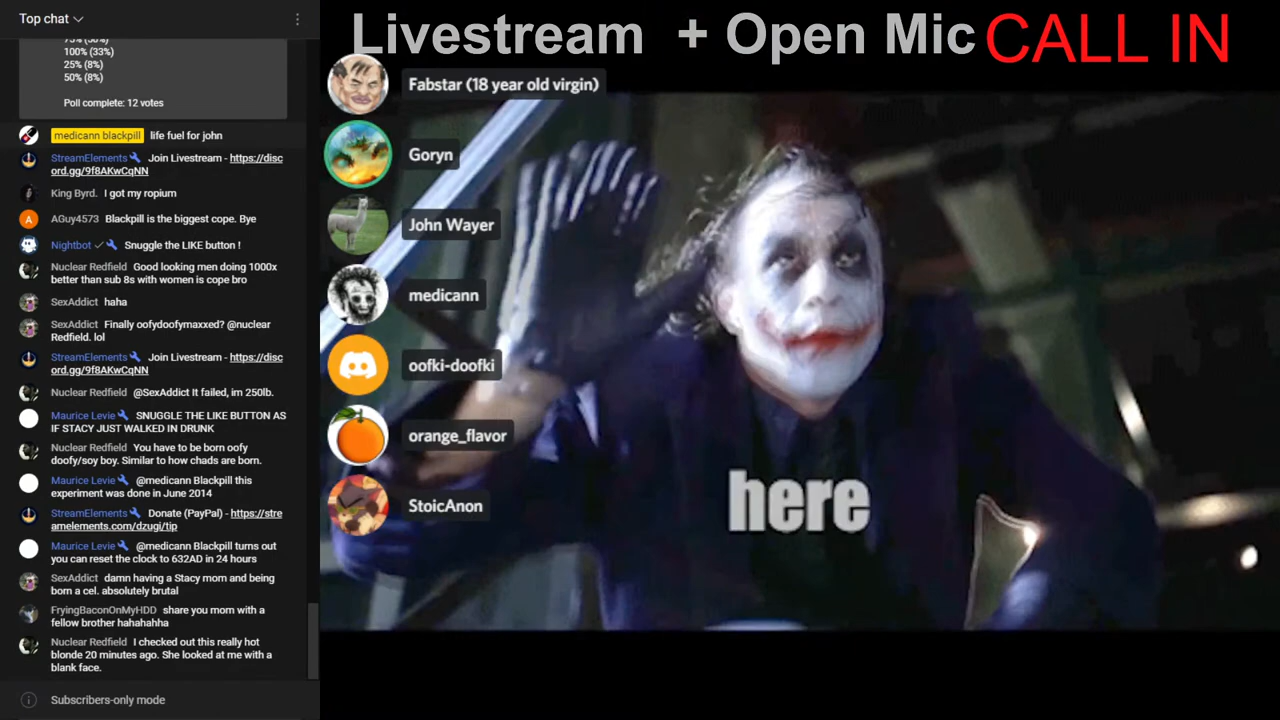 Top chat
100% (33%)
25% (8%)
50% (8%)
Poll complete: 12 votes
medicann blackpill life fuel for john
StreamElements Join Livestream - https://disc
ord.gg/9f8AKwCqNN
King Byrd. I got my ropium
A AGuy4573 Blackpill is the biggest cope. Bye
Nightbot Snuggle the LIKE button !
Nuclear Redfield Good looking men doing 1000x
better than sub 8s with women is cope bro
SexAddict haha
SexAddict Finally oofydoofymaxxed? @nuclear
Redfield. lol
StreamElements Join Livestream - https://disc
ord.gg/9f8AKwCqNN
Nuclear Redfield @SexAddict It failed, im 250lb.
Maurice Levie SNUGGLE THE LIKE BUTTON AS
IF STACY JUST WALKED IN DRUNK
Nuclear Redfield You have to be born oofy
doofy/soy boy. Similar to how chads are born.
Maurice Levie @medicann Blackpill this
experiment was done in June 2014
StreamElements Donate (PayPal) - https://stre
amelements.com/dzugi/tip
Maurice Levie @medicann Blackpill turns out
you can reset the clock to 632AD in 24 hours
SexAddict damn having a Stacy mom and being
born a cel. absolutely brutal
FryingBaconOnMyHDD share you mom with a
fellow brother hahahahha
Nuclear Redfield I checked out this really hot
blonde 20 minutes ago. She looked at me with a
blank face.
Subscribers-only mode
Livestream + Open Mic CALL IN
Fabstar (18 year old virgin)
Goryn
John Wayer
medicann
oofki-doofki
orange_flavor
StoicAnon
here